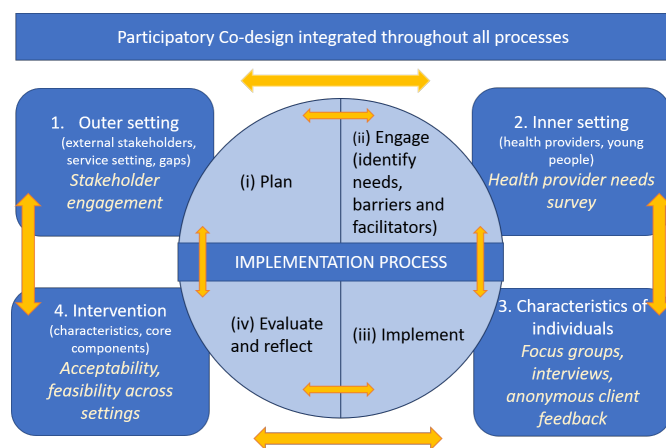 Participatory Co-design integrated throughout all processes
1. Outer setting
(external stakeholders,
service setting, gaps)
Stakeholder
engagement
(i) Plan
(ii) Engage
(identify
needs,
barriers and
facilitators)
2. Inner setting
(health providers, young
people)
Health provider needs
survey
IMPLEMENTATION PROCESS
4. Intervention
(characteristics, core
components)
Acceptability,
feasibility across
settings
(iv) Evaluate
and reflect
(iii) Implement
3. Characteristics of
individuals
Focus groups,
interviews,
anonymous client
feedback